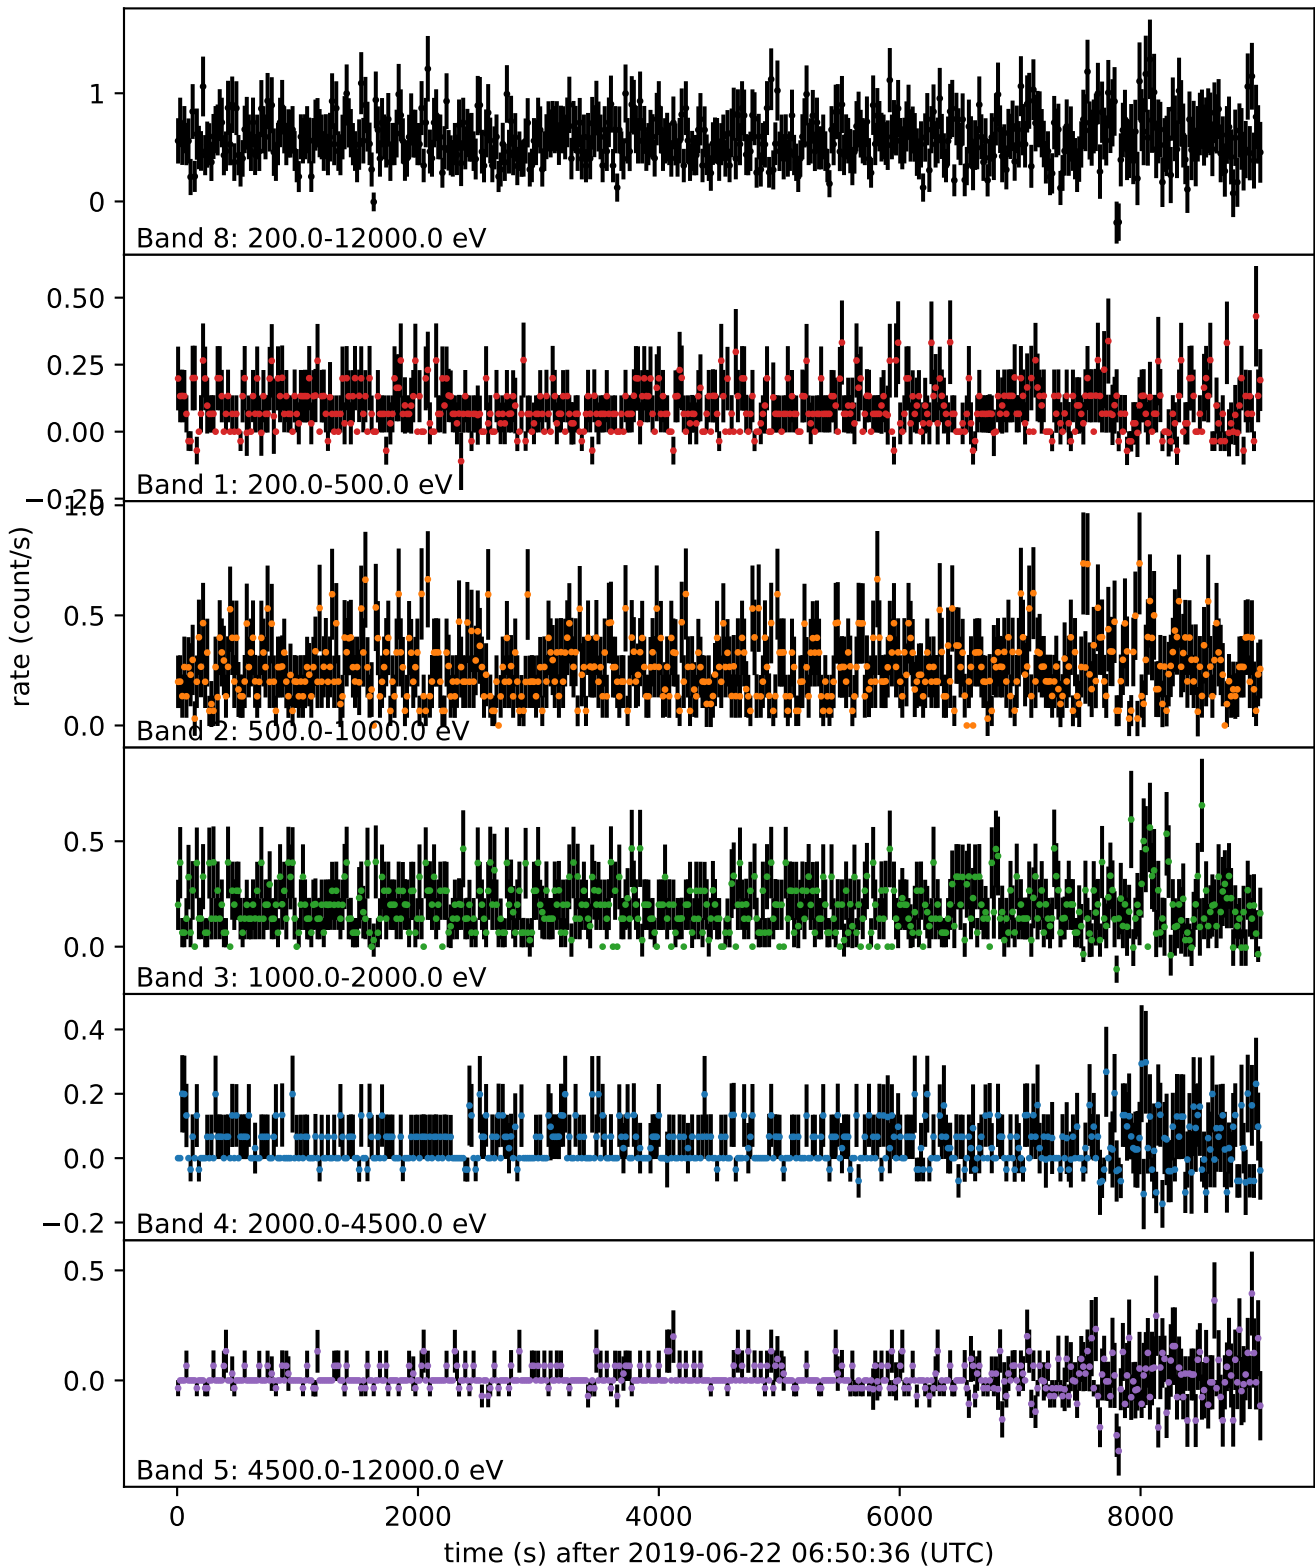 1
0
Band 8: 200.0-12000.0 eV
0.50
0.25
0.00
−0.25
Band 1: 200.0-500.0 eV
1.0
0.5
0.0
Band 2: 500.0-1000.0 eV
rate (count/s)
0.5
0.0
Band 3: 1000.0-2000.0 eV
0.4
0.2
0.0
−0.2
Band 4: 2000.0-4500.0 eV
0.5
0.0
Band 5: 4500.0-12000.0 eV
0 2000 4000 6000 8000
time (s) after 2019-06-22 06:50:36 (UTC)